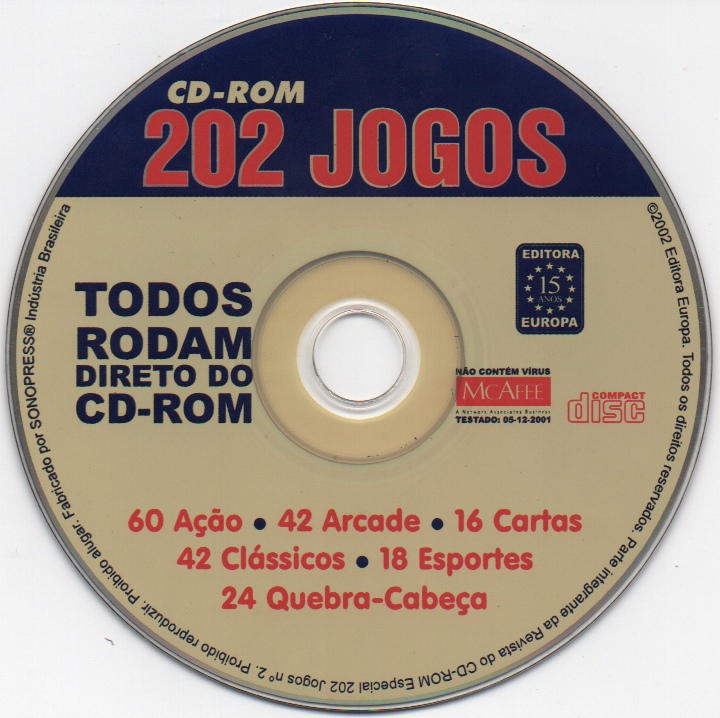 CD-ROM
202 JOGOS
TODOS
RODAM
DIRETO DO
CD-ROM
EDITORA
15
ANOS
EUROPA
NÃO CONTÉM VÍRUS
McAFEE
A Network Associates Business
TESTADO: 05-12-2001
COMPACT
disc
60 Ação • 42 Arcade • 16 Cartas
42 Clássicos • 18 Esportes
24 Quebra-Cabeça
©2002 Editora Europa. Todos os direitos reservados. Parte integrante da Revista do CD-ROM Especial 202 Jogos nº 2. Proibido reproduzir. Proibido alugar. Fabricado por SONOPRESS® Indústria Brasileira